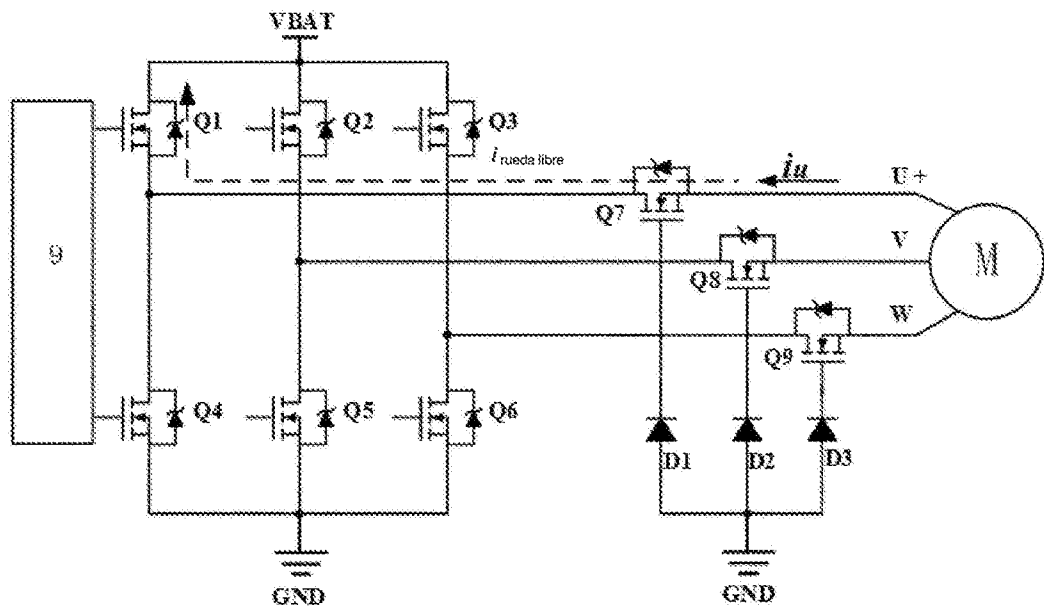 VBAT
Q1
Q2
Q3
i rueda libre
iu
U +
Q7
V
9
M
Q8
W
Q9
Q4
Q5
Q6
D1
D2
D3
GND
GND